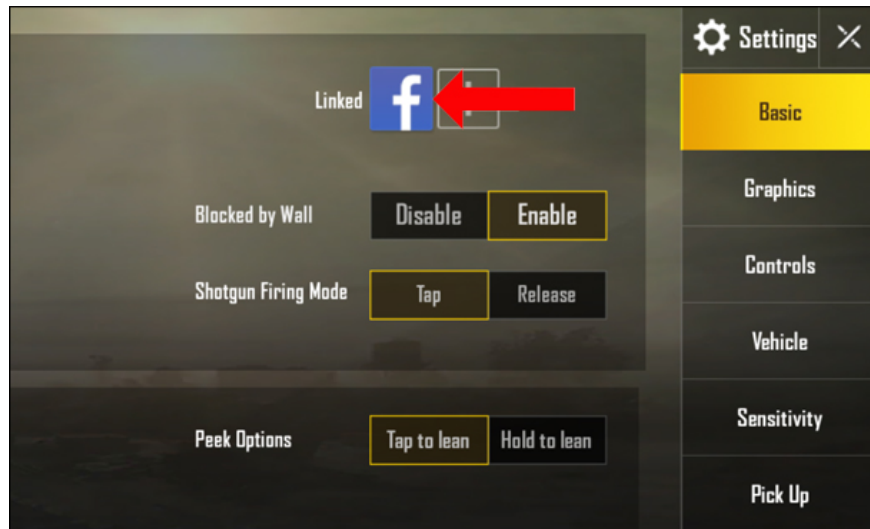 Settings
Linked f
Basic
Graphics
Blocked by Wall Disable Enable
Controls
Shotgun Firing Mode Tap Release
Vehicle
Sensitivity
Peek Options Tap to lean Hold to lean
Pick Up